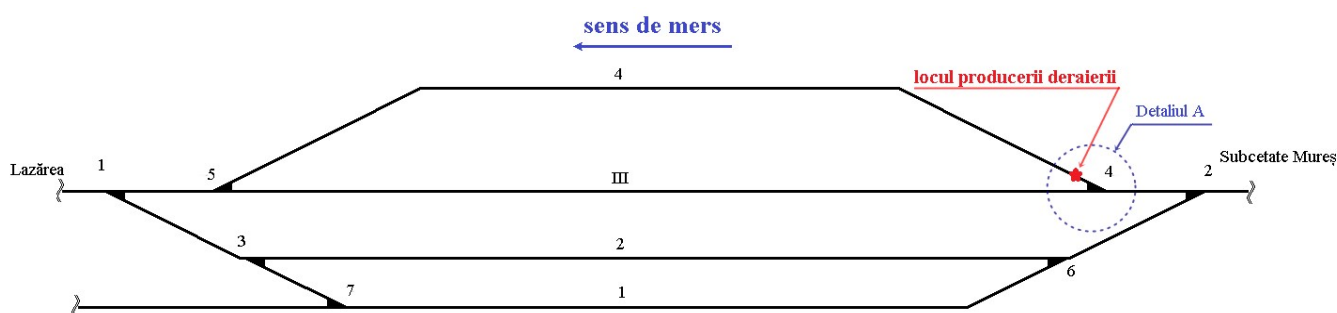 sens de mers
4
locul producerii deraierii
Detaliul A
Lazărea
1
5
III
4
2
Subcetate Mureș
3
2
6
7
1